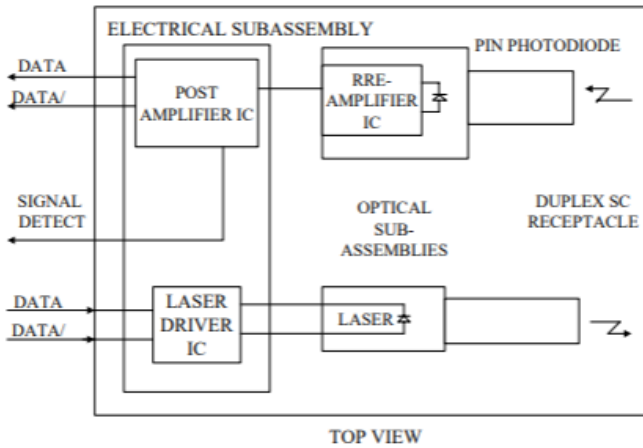 ELECTRICAL SUBASSEMBLY
PIN PHOTODIODE
DATA
DATA/
POST
AMPLIFIER IC
RRE-
AMPLIFIER
IC
SIGNAL
DETECT
OPTICAL
SUB-
ASSEMBLIES
DUPLEX SC
RECEPTACLE
DATA
DATA/
LASER
DRIVER
IC
LASER
TOP VIEW